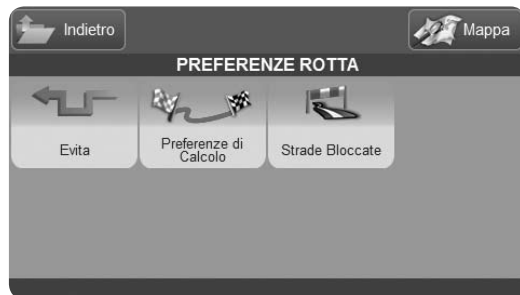 Indietro
Mappa
PREFERENZE ROTTA
Evita
Preferenze di
Calcolo
Strade Bloccate